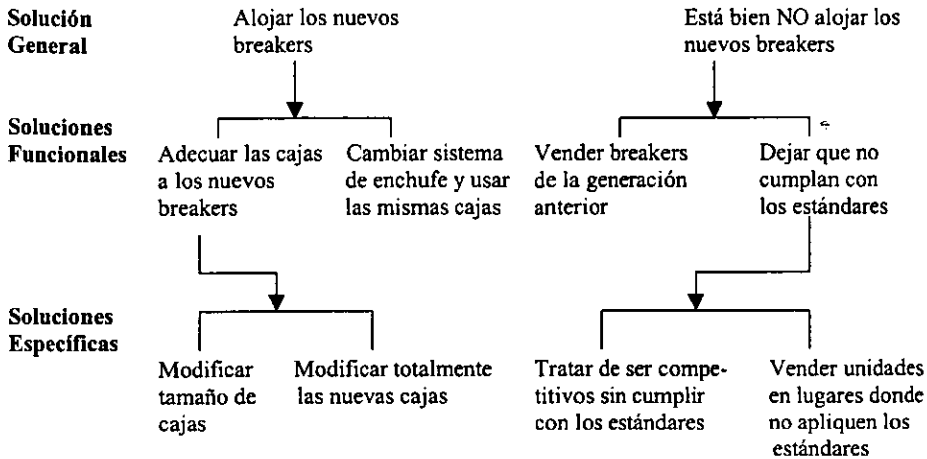 Solución
General
Alojar los nuevos
breakers
Está bien NO alojar los
nuevos breakers
Soluciones
Funcionales
Adecuar las cajas
a los nuevos
breakers
Cambiar sistema
de enchufe y usar
las mismas cajas
Vender breakers
de la generación
anterior
Dejar que no
cumplan con
los estándares
Soluciones
Específicas
Modificar
tamaño de
cajas
Modificar totalmente
las nuevas cajas
Tratar de ser compe-
titivos sin cumplir
con los estándares
Vender unidades
en lugares donde
no apliquen los
estándares